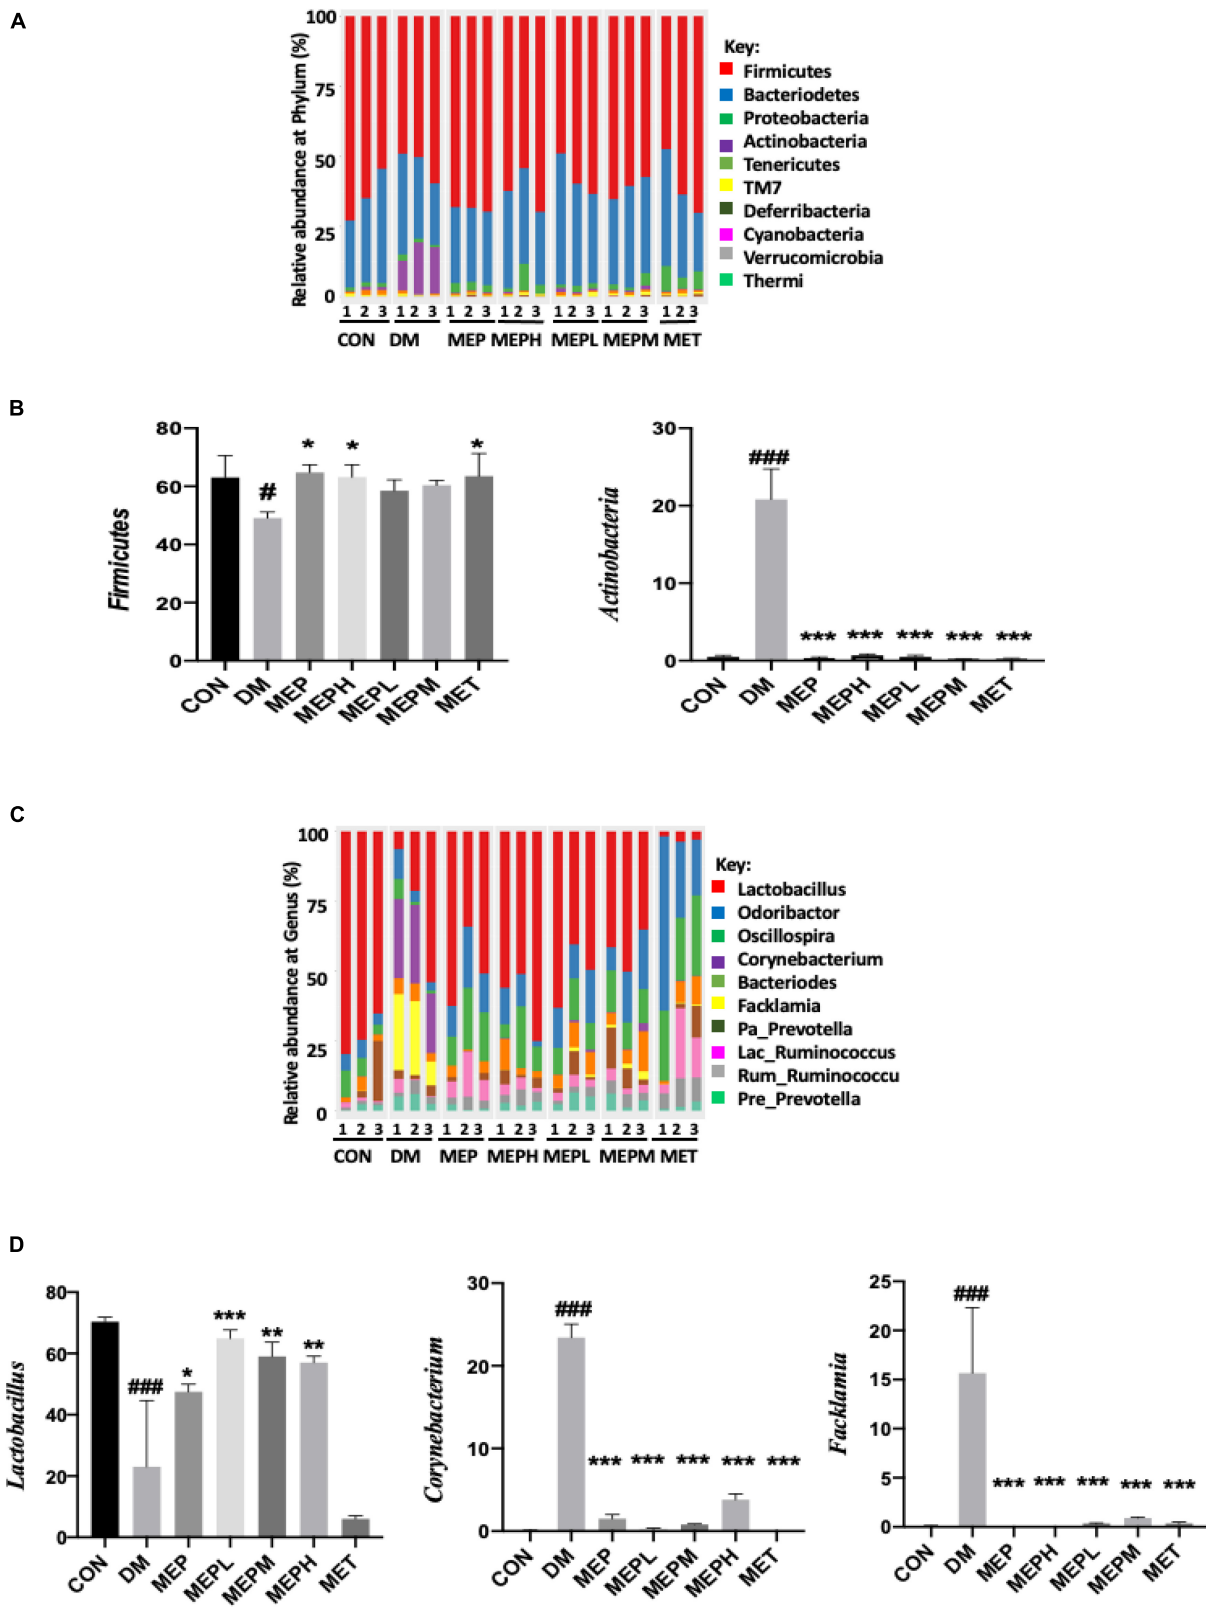 A
Relative abundance at Phylum (%)
100
75
50
25
0
1 2 3 1 2 3 1 2 3 1 2 3 1 2 3 1 2 3 1 2 3
CON DM MEP MEPH MEPL MEPM MET
Key:
Firmicutes
Bacteriodetes
Proteobacteria
Actinobacteria
Tenericutes
TM7
Deferribacteria
Cyanobacteria
Verrucomicrobia
Thermi
B
Firmicutes
80
60
40
20
0
# * * *
CON DM MEP MEPH MEPL MEPM MET
Actinobacteria
30
20
10
0
### *** *** *** *** ***
CON DM MEP MEPH MEPL MEPM MET
C
Relative abundance at Genus (%)
100
75
50
25
0
1 2 3 1 2 3 1 2 3 1 2 3 1 2 3 1 2 3 1 2 3
CON DM MEP MEPH MEPL MEPM MET
Key:
Lactobacillus
Odoribactor
Oscillospira
Corynebacterium
Bacteriodes
Facklamia
Pa_Prevotella
Lac_Ruminococcus
Rum_Ruminococcu
Pre_Prevotella
D
Lactobacillus
80
60
40
20
0
### * *** ** **
CON DM MEP MEPL MEPM MEPH MET
Corynebacterium
30
20
10
0
### *** *** *** *** ***
CON DM MEP MEPL MEPM MEPH MET
Facklamia
25
20
15
10
5
0
### *** *** *** *** ***
CON DM MEP MEPH MEPL MEPM MET